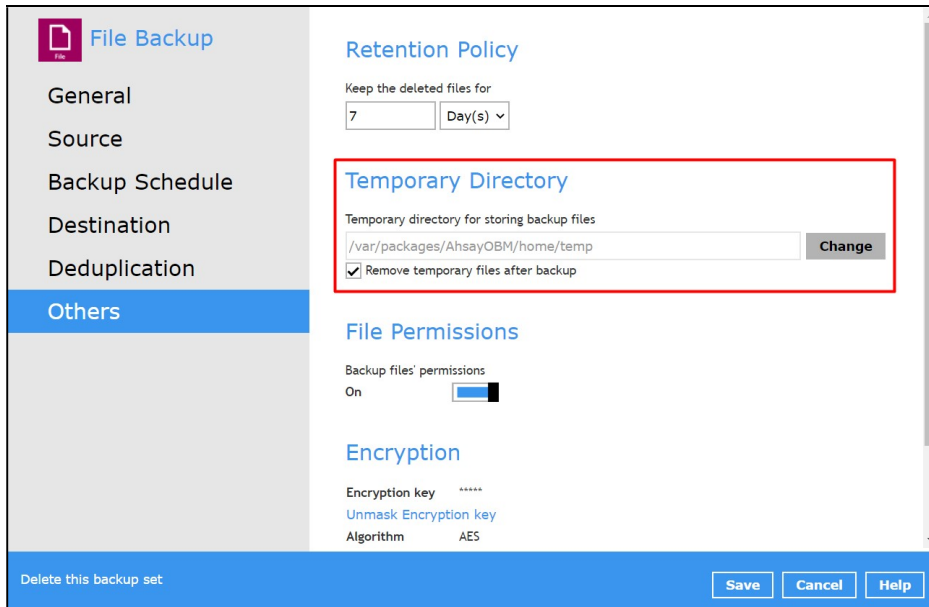 File
File Backup
General
Source
Backup Schedule
Destination
Deduplication
Others
Retention Policy
Keep the deleted files for
7 Day(s)
Temporary Directory
Temporary directory for storing backup files
/var/packages/AhsayOBM/home/temp Change
Remove temporary files after backup
File Permissions
Backup files' permissions
On
Encryption
Encryption key *****
Unmask Encryption key
Algorithm AES
Delete this backup set
Save Cancel Help